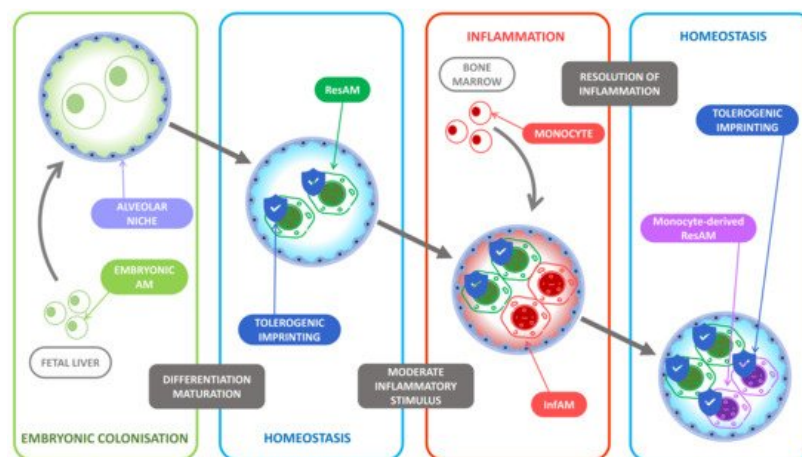 ALVEOLAR
NICHE
EMBRYONIC
AM
FETAL LIVER
EMBRYONIC COLONISATION
DIFFERENTIATION
MATURATION
ResAM
TOLEROGENIC
IMPRINTING
HOMEOSTASIS
MODERATE
INFLAMMATORY
STIMULUS
INFLAMMATION
BONE
MARROW
MONOCYTE
InfAM
RESOLUTION OF
INFLAMMATION
HOMEOSTASIS
TOLEROGENIC
IMPRINTING
Monocyte-derived
ResAM